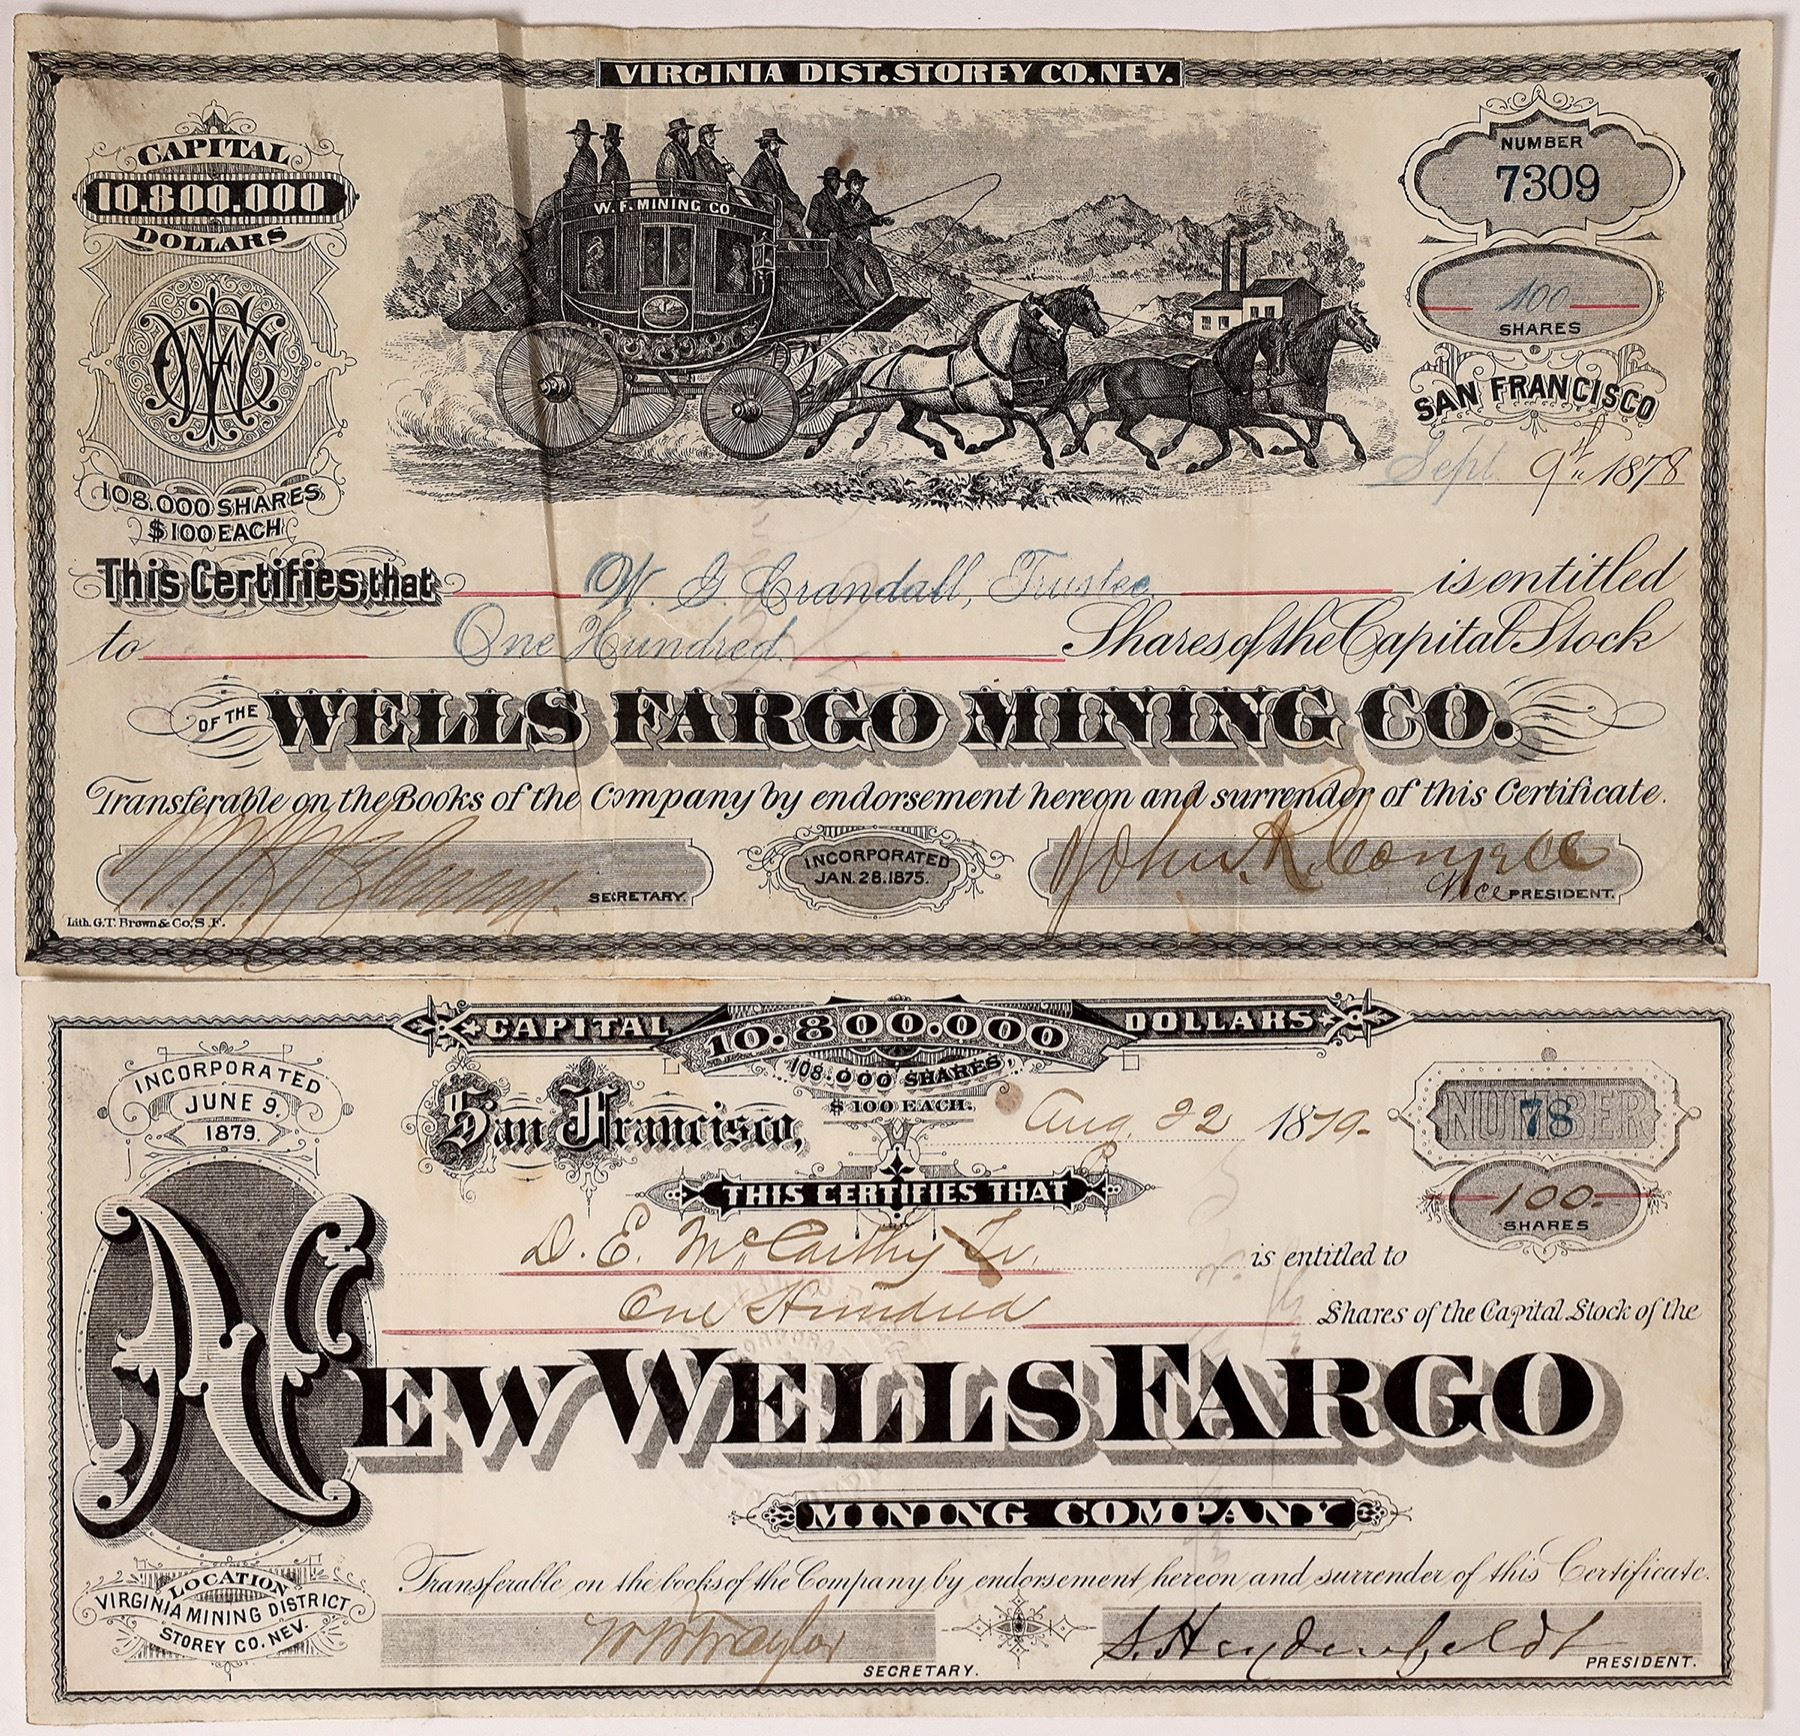 VIRGINIA DIST. STOREY CO. NEV.
CAPITAL
10.800.000
DOLLARS
W. F. MINING CO.
NUMBER
7309
100
SHARES
SAN FRANCISCO
Sept. 9th 1878
108.000 SHARES
$100 EACH
This Certifies that W. G. Crandall, Trustee is entitled
to One Hundred Shares of the Capital Stock
OF THE WELLS FARGO MINING CO.
Transferable on the Books of the Company by endorsement hereon and surrender of this Certificate.
SECRETARY.
INCORPORATED
JAN. 28. 1875.
Vice PRESIDENT.
Lith. G.T. Brown & Co. S. F.
CAPITAL 10.800.000 DOLLARS
108.000 SHARES,
$100 EACH.
INCORPORATED
JUNE 9,
1879.
San Francisco, Aug. 22 1879-
NUMBER
78
100-
SHARES
THIS CERTIFIES THAT
D. E. McCarthy Tr. is entitled to
One Hundred Shares of the Capital Stock of the
NEW WELLS FARGO
MINING COMPANY
LOCATION
VIRGINIA MINING DISTRICT
STOREY CO. NEV.
Transferable on the books of the Company by endorsement hereon and surrender of this Certificate.
SECRETARY.
S. Heydenfeldt
PRESIDENT.